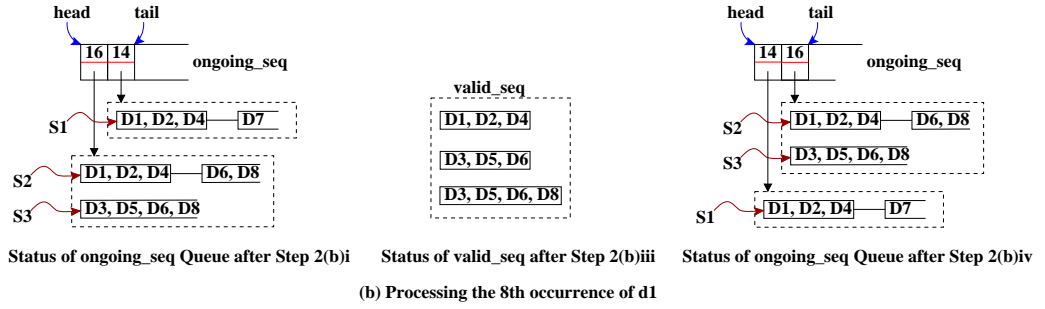 head tail
16 14
ongoing_seq
S1 D1, D2, D4 D7
S2 D1, D2, D4 D6, D8
S3 D3, D5, D6, D8
Status of ongoing_seq Queue after Step 2(b)i
valid_seq
D1, D2, D4
D3, D5, D6
D3, D5, D6, D8
Status of valid_seq after Step 2(b)iii
head tail
14 16
ongoing_seq
S2 D1, D2, D4 D6, D8
S3 D3, D5, D6, D8
S1 D1, D2, D4 D7
Status of ongoing_seq Queue after Step 2(b)iv
(b) Processing the 8th occurrence of d1